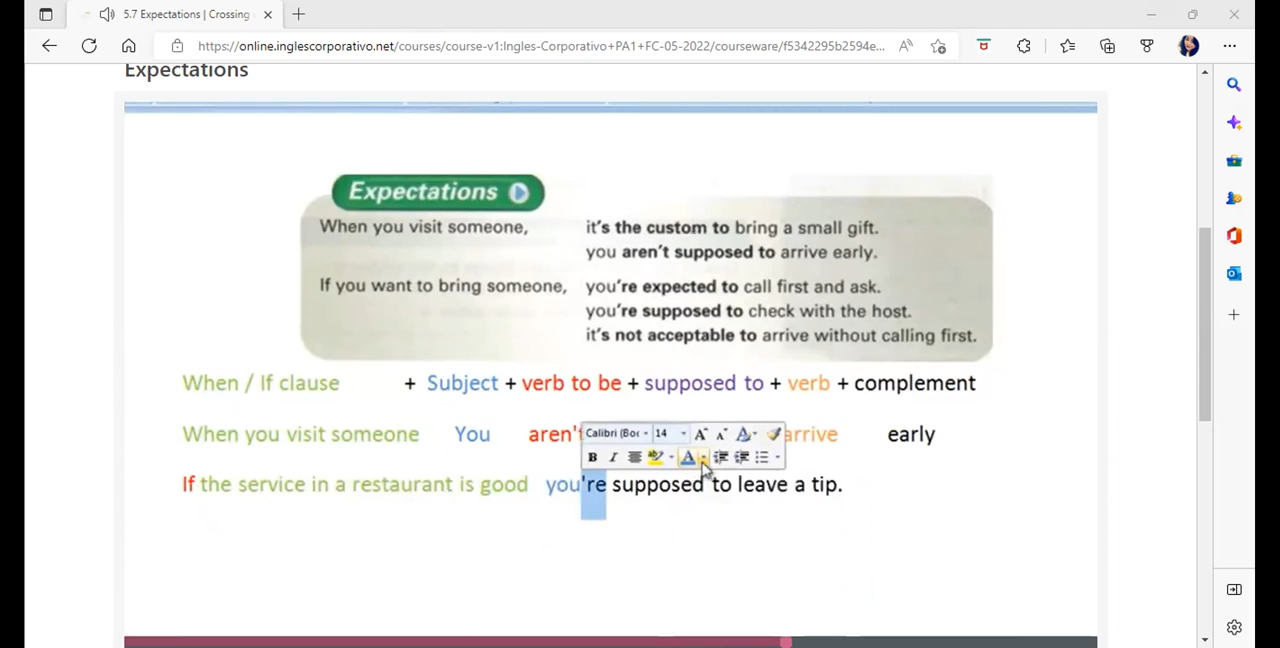 5.7 Expectations | Crossing
https://online.inglescorporativo.net/courses/course-v1:Ingles-Corporativo+PA1+FC-05-2022/courseware/f5342295b2594e...
Expectations
Expectations
When you visit someone, it's the custom to bring a small gift.
you aren't supposed to arrive early.
If you want to bring someone, you're expected to call first and ask.
you're supposed to check with the host.
it's not acceptable to arrive without calling first.
When / If clause + Subject + verb to be + supposed to + verb + complement
When you visit someone You aren't arrive early
Calibri (Boc 14
If the service in a restaurant is good you're supposed to leave a tip.